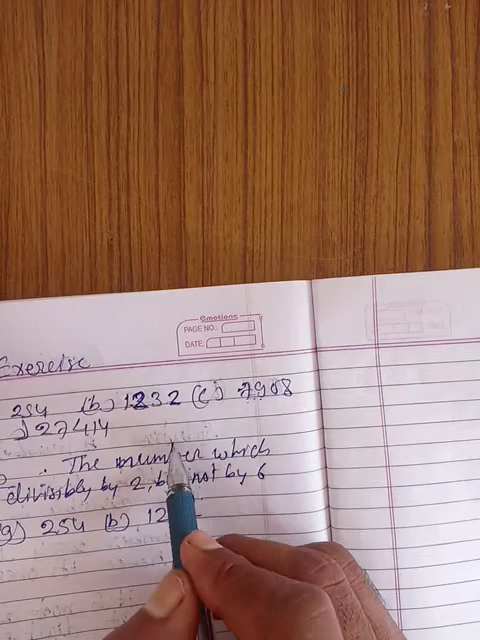 emotions
PAGE NO.:
DATE:
Exercise
254 (b.) 1232 (c) 7908
) 27414
. The number which
divisibly by 2, but not by 6
(a) 254 (b) 12